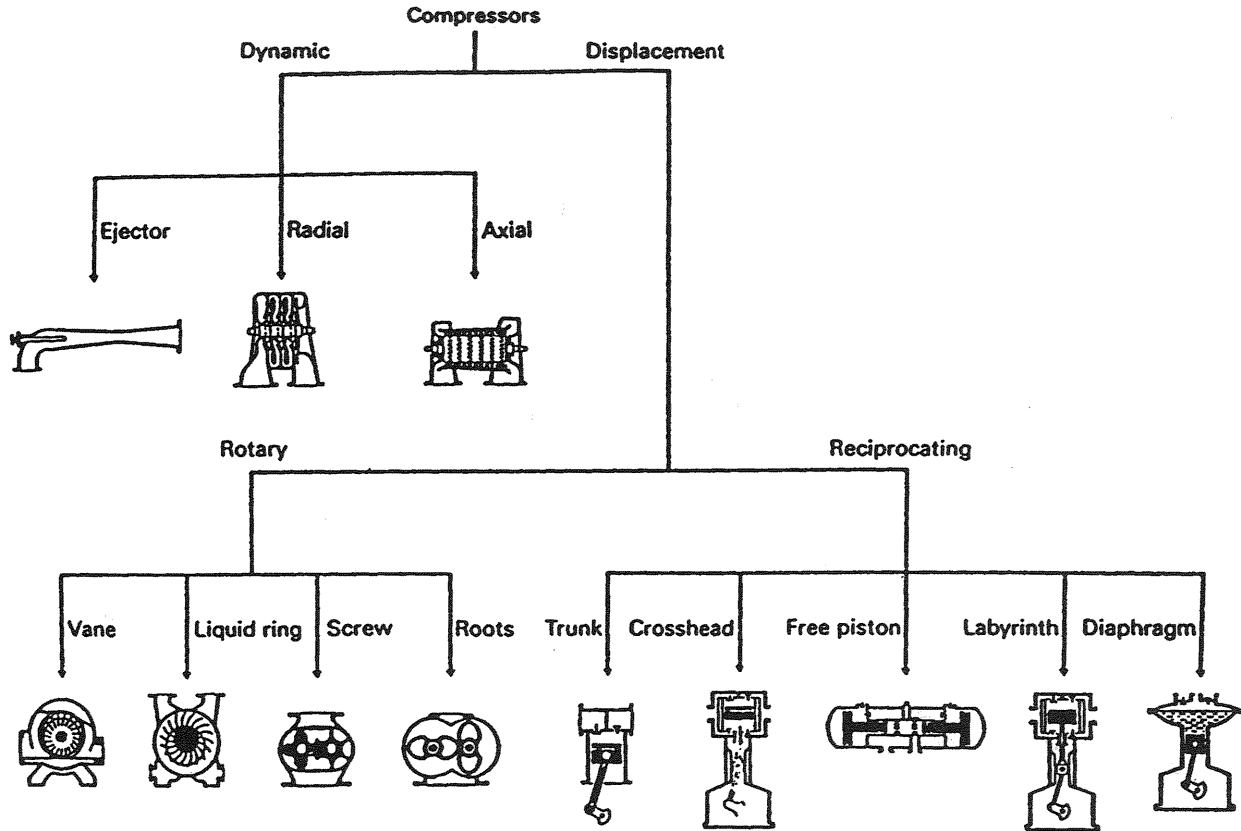 Compressors
Dynamic
Displacement
Ejector
Radial
Axial
Rotary
Reciprocating
Vane
Liquid ring
Screw
Roots
Trunk
Crosshead
Free piston
Labyrinth
Diaphragm